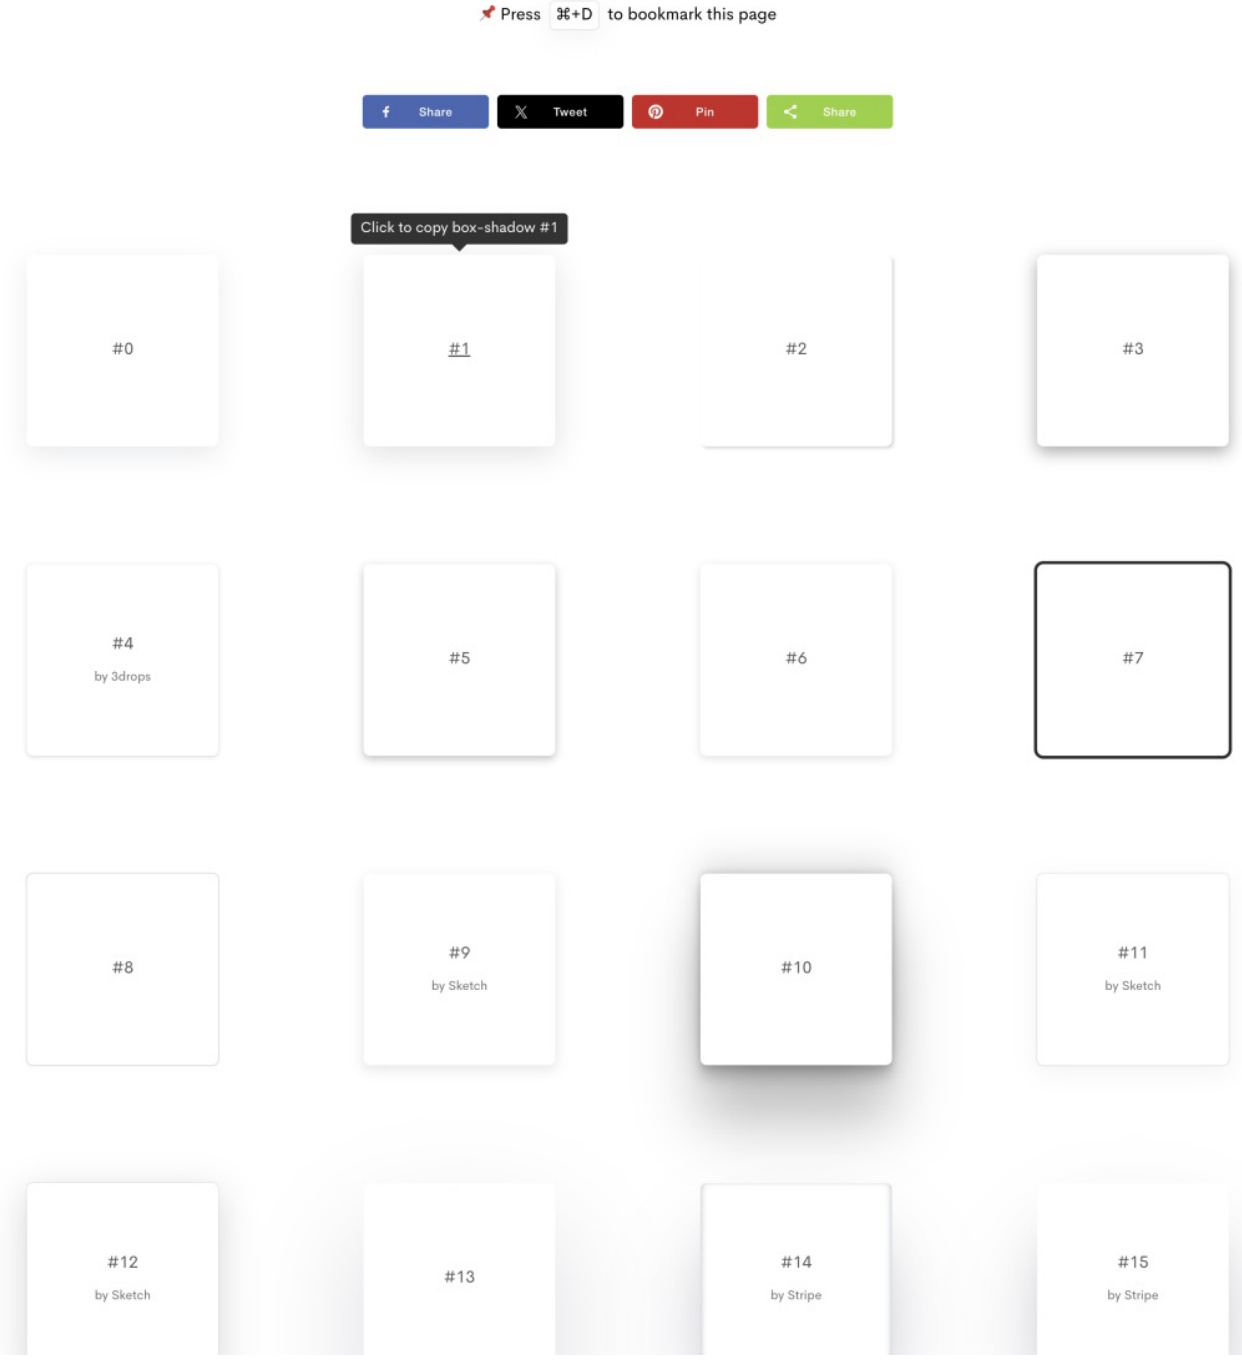 Press ⌘+D to bookmark this page
Share
Tweet
Pin
Share
Click to copy box-shadow #1
#0
#1
#2
#3
#4
by 3drops
#5
#6
#7
#8
#9
by Sketch
#10
#11
by Sketch
#12
by Sketch
#13
#14
by Stripe
#15
by Stripe